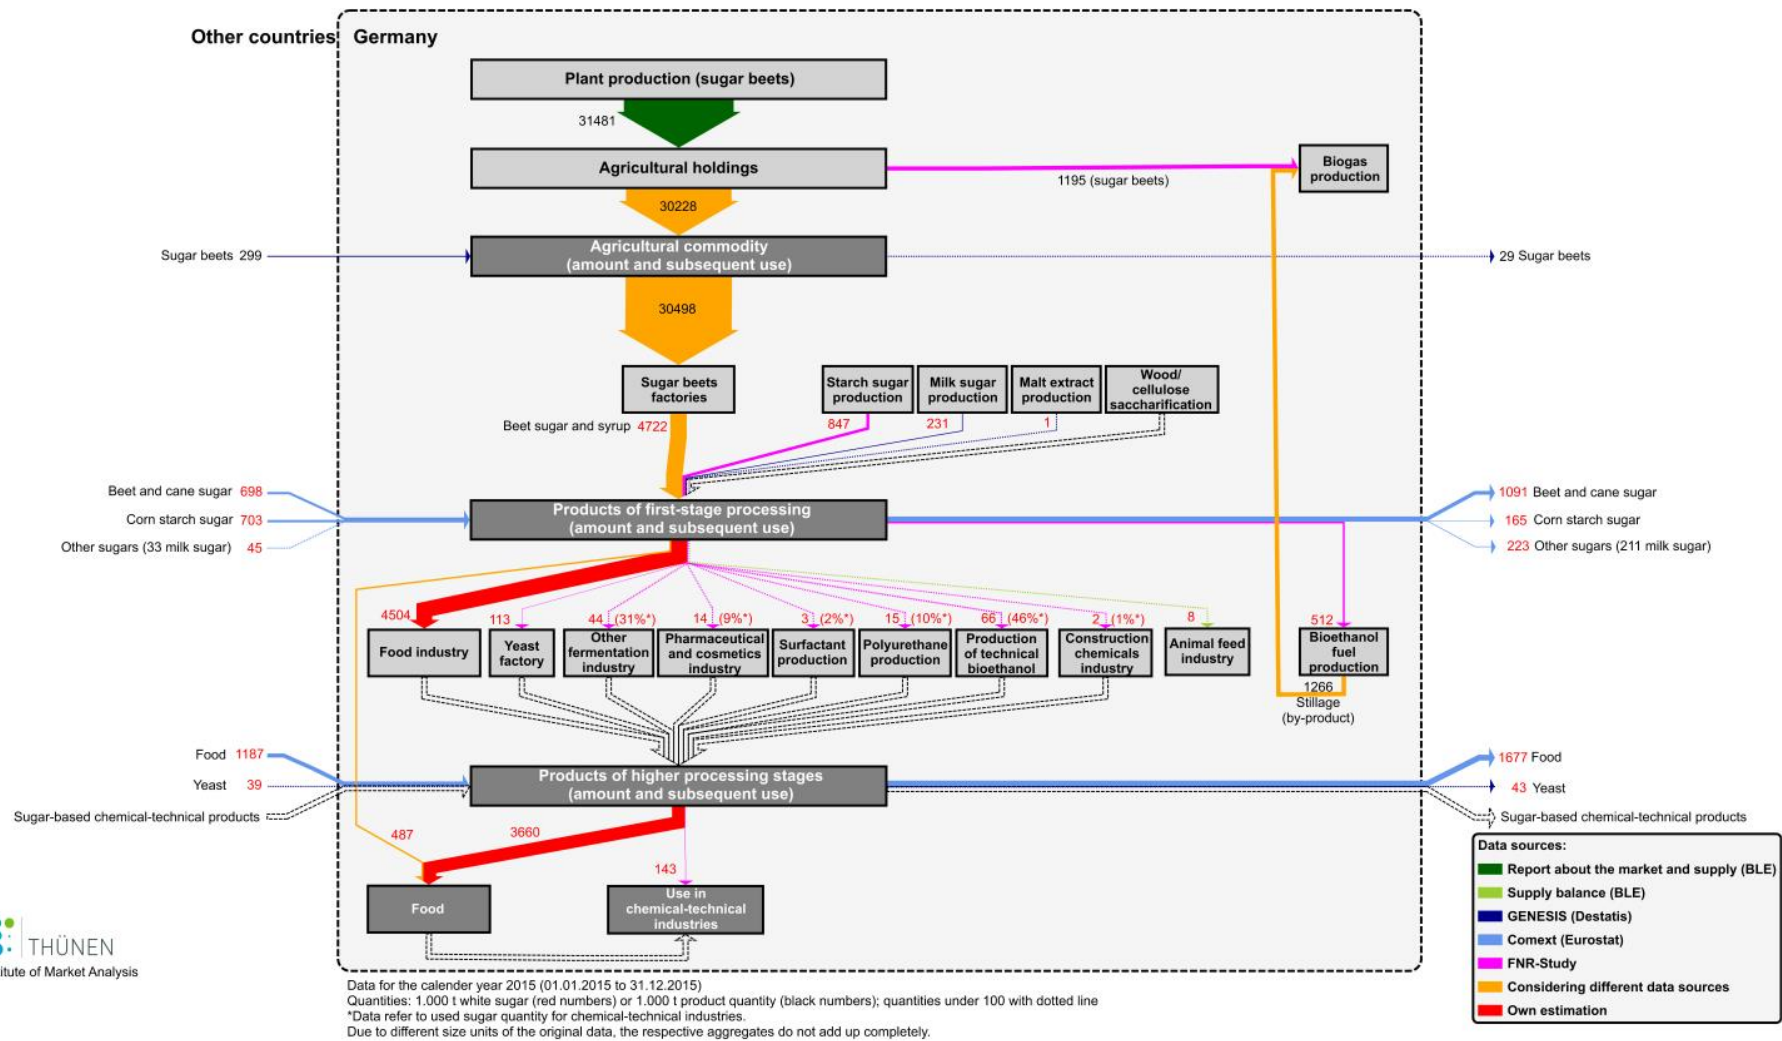 Other countries
Germany
Plant production (sugar beets)
31481
Agricultural holdings
1195 (sugar beets)
Biogas
production
30228
Agricultural commodity
(amount and subsequent use)
Sugar beets 299
29 Sugar beets
30498
Sugar beets
factories
Starch sugar
production
Milk sugar
production
Malt extract
production
Wood/
cellulose
saccharification
Beet sugar and syrup 4722
847
231
1
Beet and cane sugar 698
Corn starch sugar 703
Other sugars (33 milk sugar) 45
Products of first-stage processing
(amount and subsequent use)
1091 Beet and cane sugar
165 Corn starch sugar
223 Other sugars (211 milk sugar)
4504
113
44 (31%*)
14 (9%*)
3 (2%*)
15 (10%*)
66 (46%*)
2 (1%*)
8
512
Food industry
Yeast
factory
Other
fermentation
industry
Pharmaceutical
and cosmetics
industry
Surfactant
production
Polyurethane
production
Production
of technical
bioethanol
Construction
chemicals
industry
Animal feed
industry
Bioethanol
fuel
production
1266
Stillage
(by-product)
Food 1187
Yeast 39
Sugar-based chemical-technical products
Products of higher processing stages
(amount and subsequent use)
1677 Food
43 Yeast
Sugar-based chemical-technical products
487
3660
143
Food
Use in
chemical-technical
industries
Data sources:
Report about the market and supply (BLE)
Supply balance (BLE)
GENESIS (Destatis)
Comext (Eurostat)
FNR-Study
Considering different data sources
Own estimation
THÜNEN
itute of Market Analysis
Data for the calender year 2015 (01.01.2015 to 31.12.2015)
Quantities: 1.000 t white sugar (red numbers) or 1.000 t product quantity (black numbers); quantities under 100 with dotted line
*Data refer to used sugar quantity for chemical-technical industries.
Due to different size units of the original data, the respective aggregates do not add up completely.